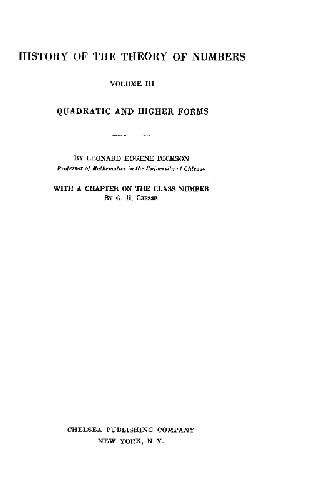 HISTORY OF THE THEORY OF NUMBERS
VOLUME III
QUADRATIC AND HIGHER FORMS
BY LEONARD EUGENE DICKSON
Professor of Mathematics in the University of Chicago
WITH A CHAPTER ON THE CLASS NUMBER
BY G. H. CRESSE
CHELSEA PUBLISHING COMPANY
NEW YORK, N. Y.